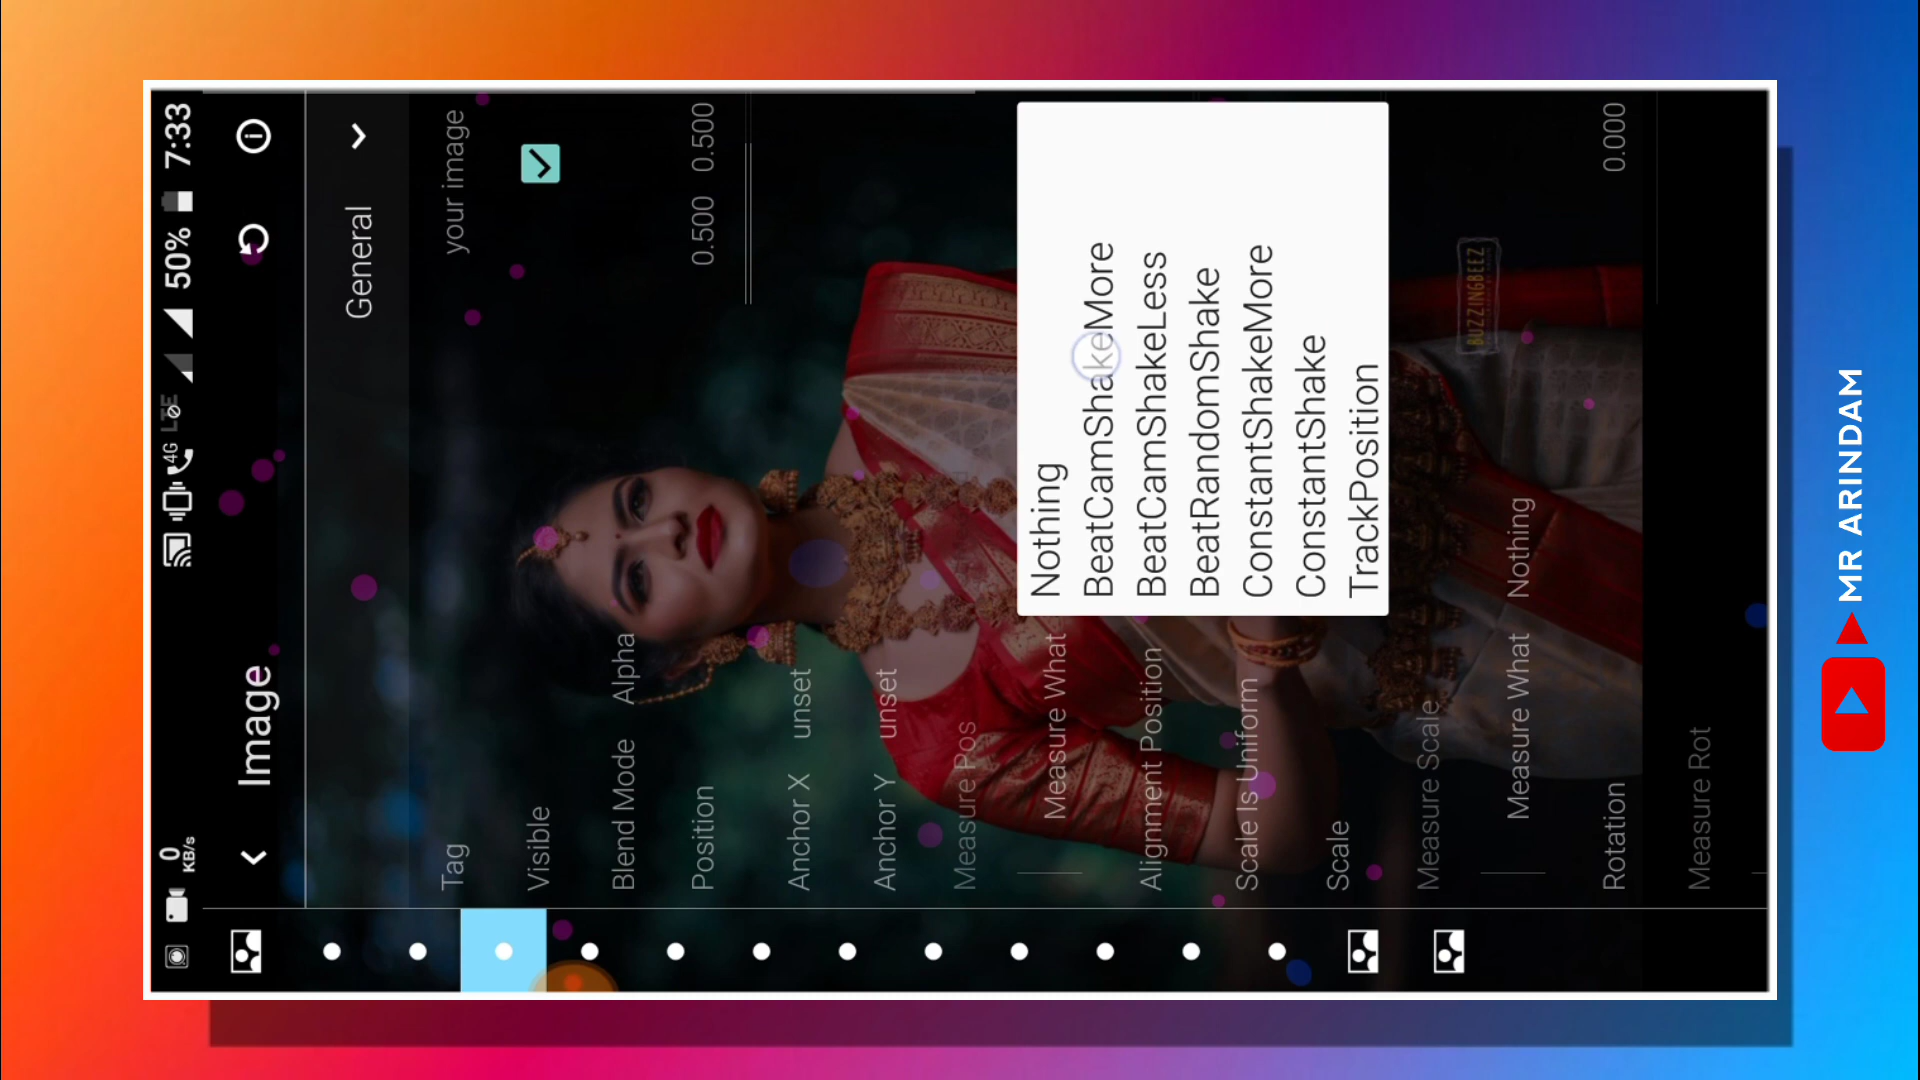 0 KB/s
4G
LTE
50%
7:33
Image
General
Tag your image
Visible
Blend Mode Alpha
Position 0.500 0.500
Anchor X unset
Anchor Y unset
Measure Pos
Measure What
Nothing
BeatCamShakeMore
BeatCamShakeLess
BeatRandomShake
ConstantShakeMore
ConstantShake
TrackPosition
Alignment Position
Scale Is Uniform
Scale
Measure Scale
Measure What Nothing
Rotation 0.000
Measure Rot
BUZZINGBEEZ
MR ARINDAM